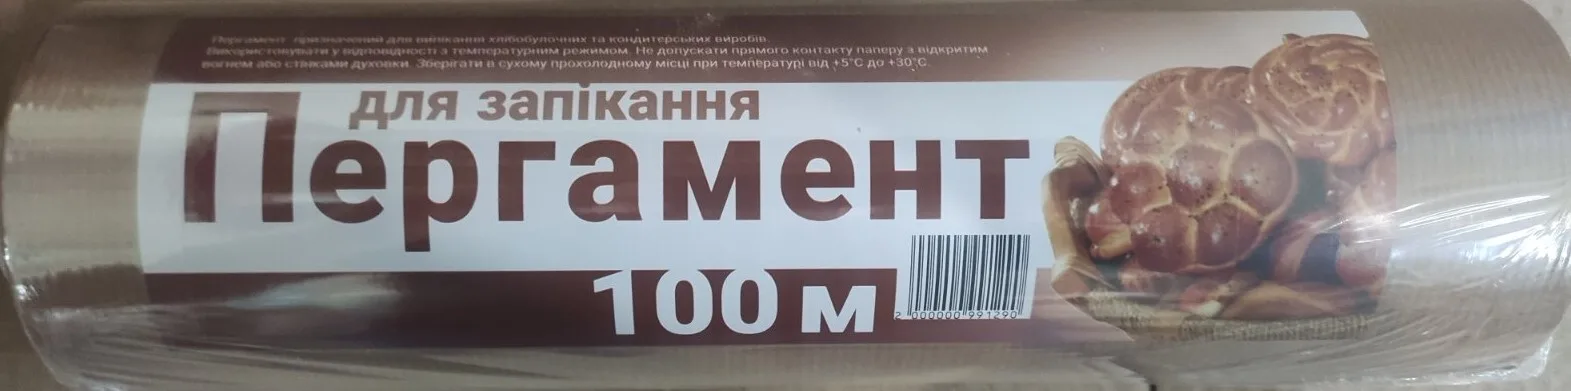 Пергамент призначений для випікання хлібобулочних та кондитерських виробів.
Використовувати у відповідності з температурним режимом. Не допускати прямого контакту паперу з відкритим
вогнем або стінками духовки. Зберігати в сухому прохолодному місці при температурі від +5°С до +30°С.
для запікання
Пергамент
100 м
2 000000 991290